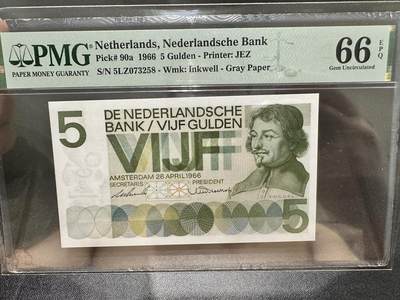 PMG
PAPER MONEY GUARANTY
Netherlands, Nederlandsche Bank
Pick# 90a 1966 5 Gulden - Printer: JEZ
S/N 5LZ073258 - Wmk: Inkwell - Gray Paper
66 EPQ
Gem Uncirculated
5
DE NEDERLANDSCHE
BANK / VIJF GULDEN
VIJF
AMSTERDAM 26 APRIL 1966
SECRETARIS PRESIDENT
5